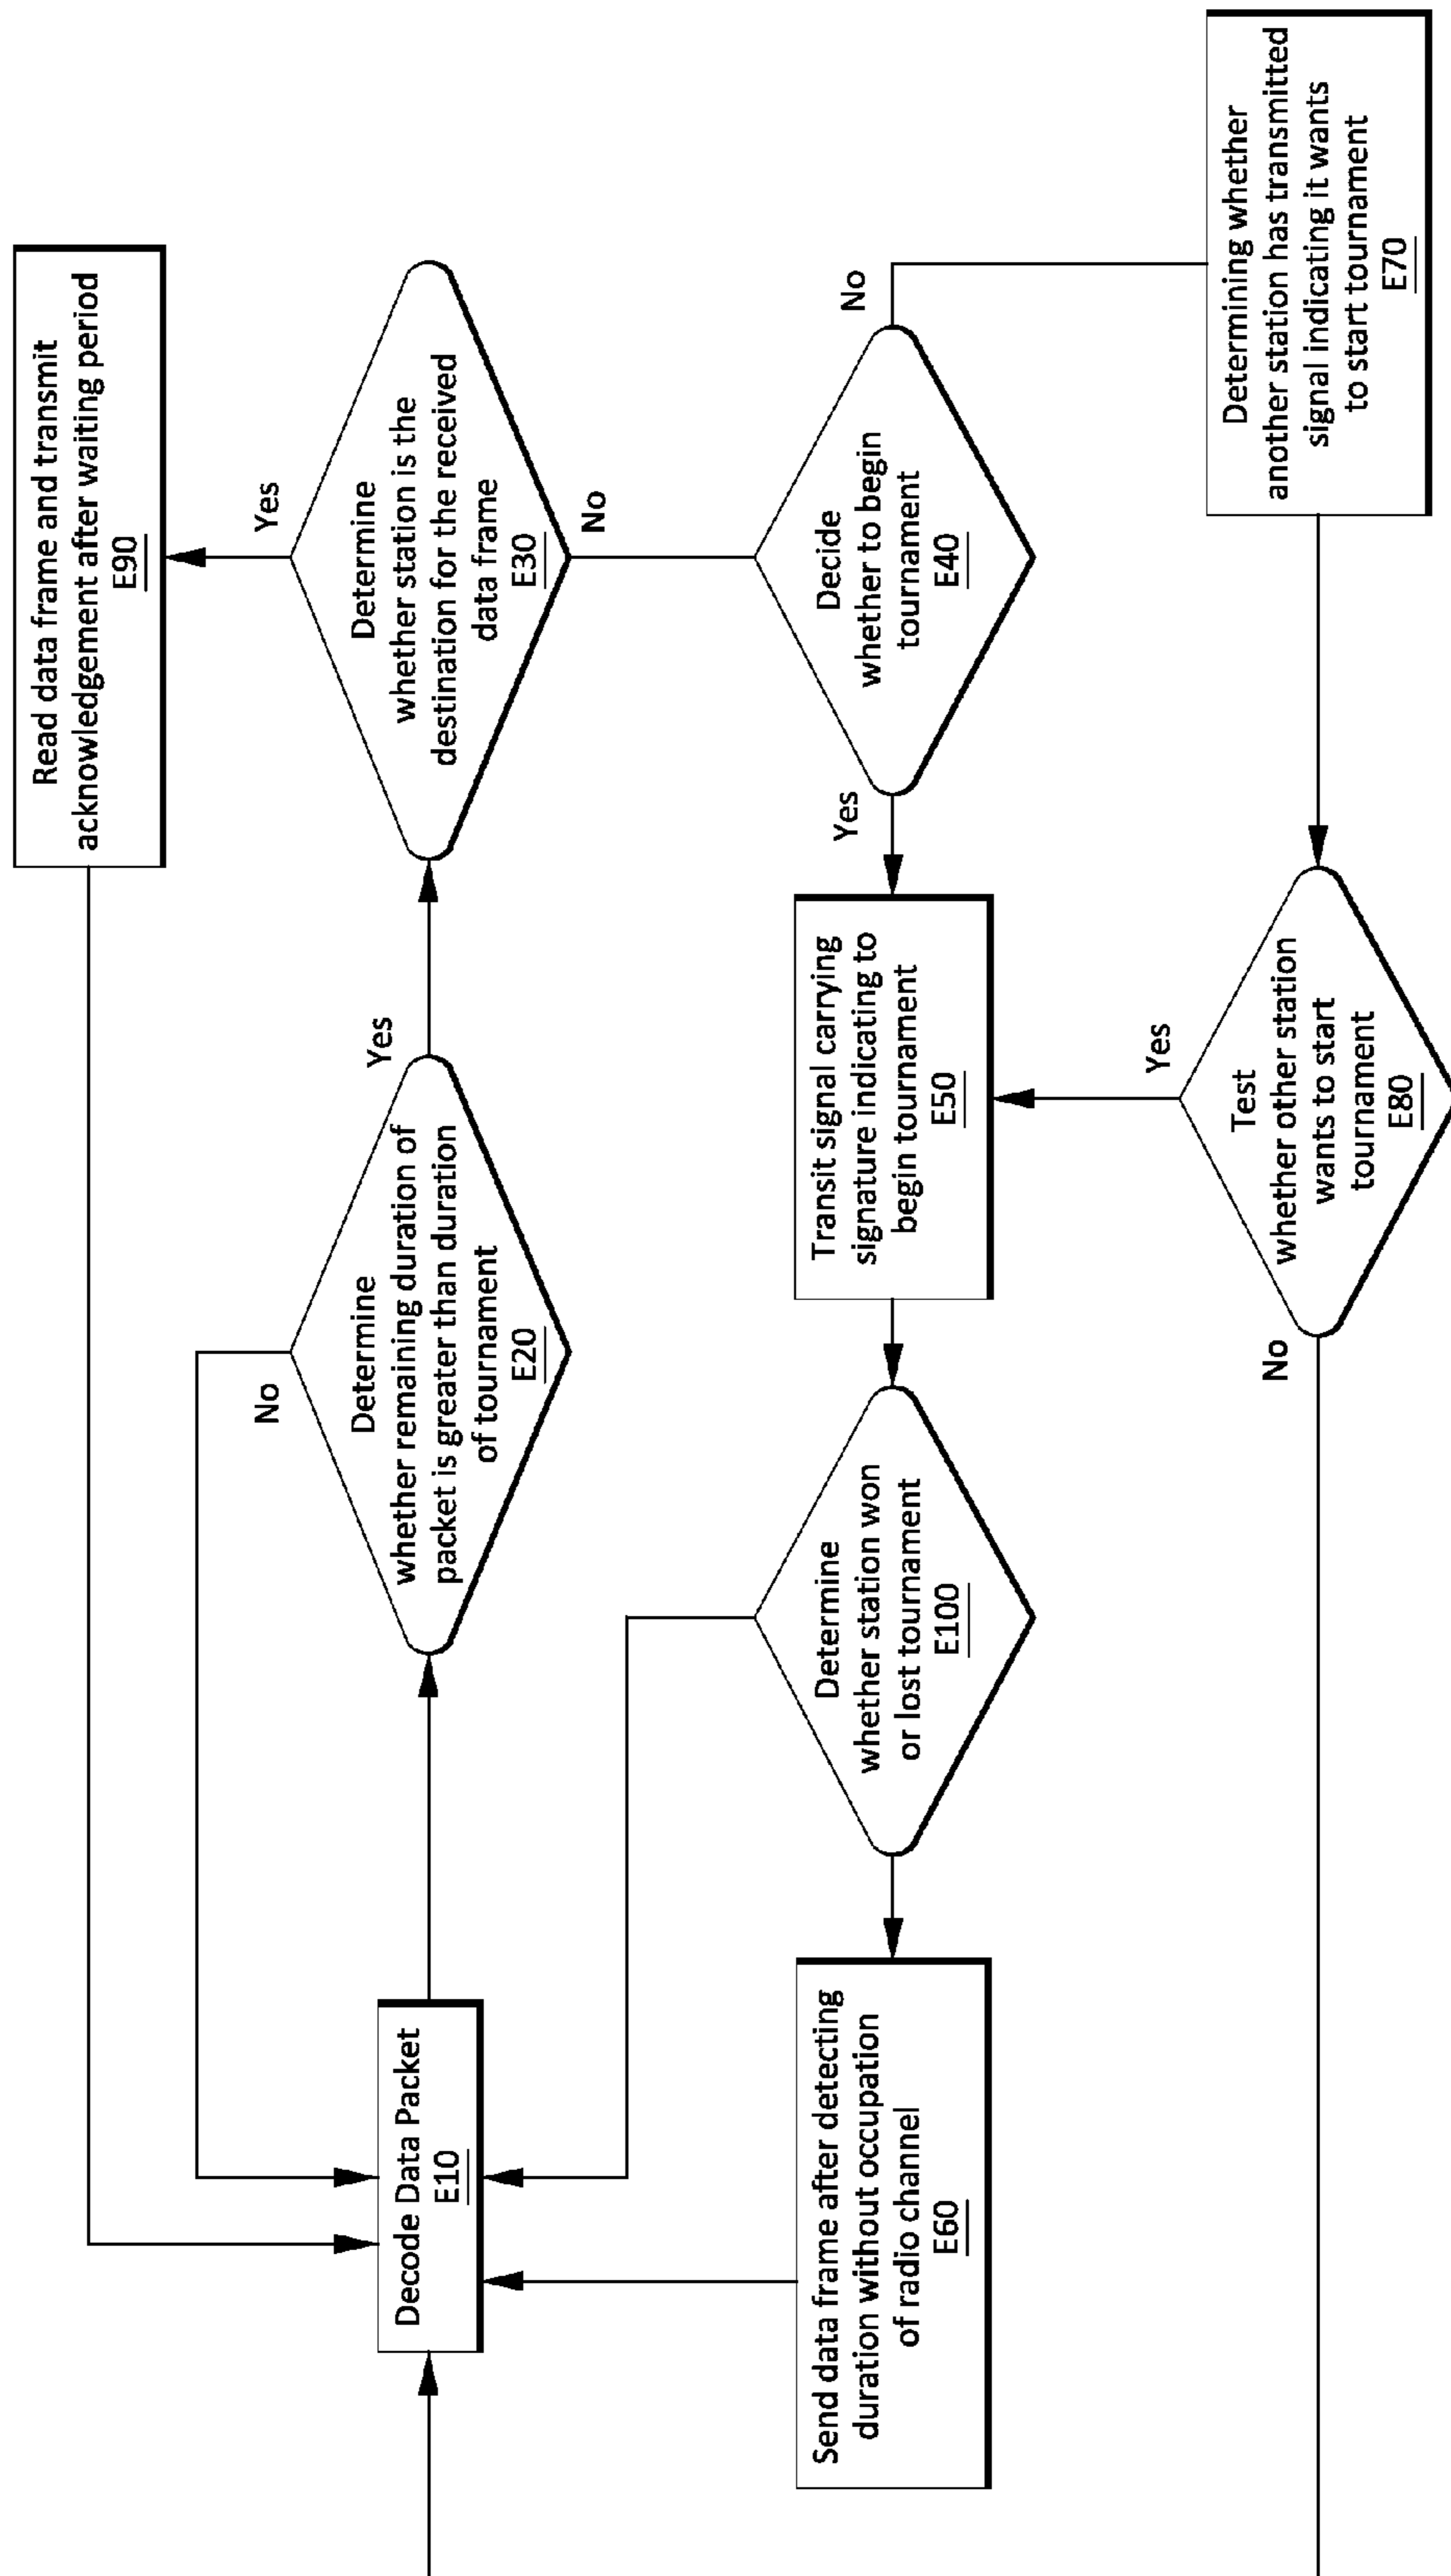 Read data frame and transmit
acknowledgement after waiting period
E90
Decode Data Packet
E10
No
Determine
whether remaining duration of
packet is greater than duration
of tournament
E20
Yes
Yes
Determine
whether station is the
destination for the received
data frame
E30
No
Send data frame after detecting
duration without occupation
of radio channel
E60
Determine
whether station won
or lost tournament
E100
Transit signal carrying
signature indicating to
begin tournament
E50
Yes
Decide
whether to begin
tournament
E40
No
No
Test
whether other station
wants to start
tournament
E80
Yes
Determining whether
another station has transmitted
signal indicating it wants
to start tournament
E70